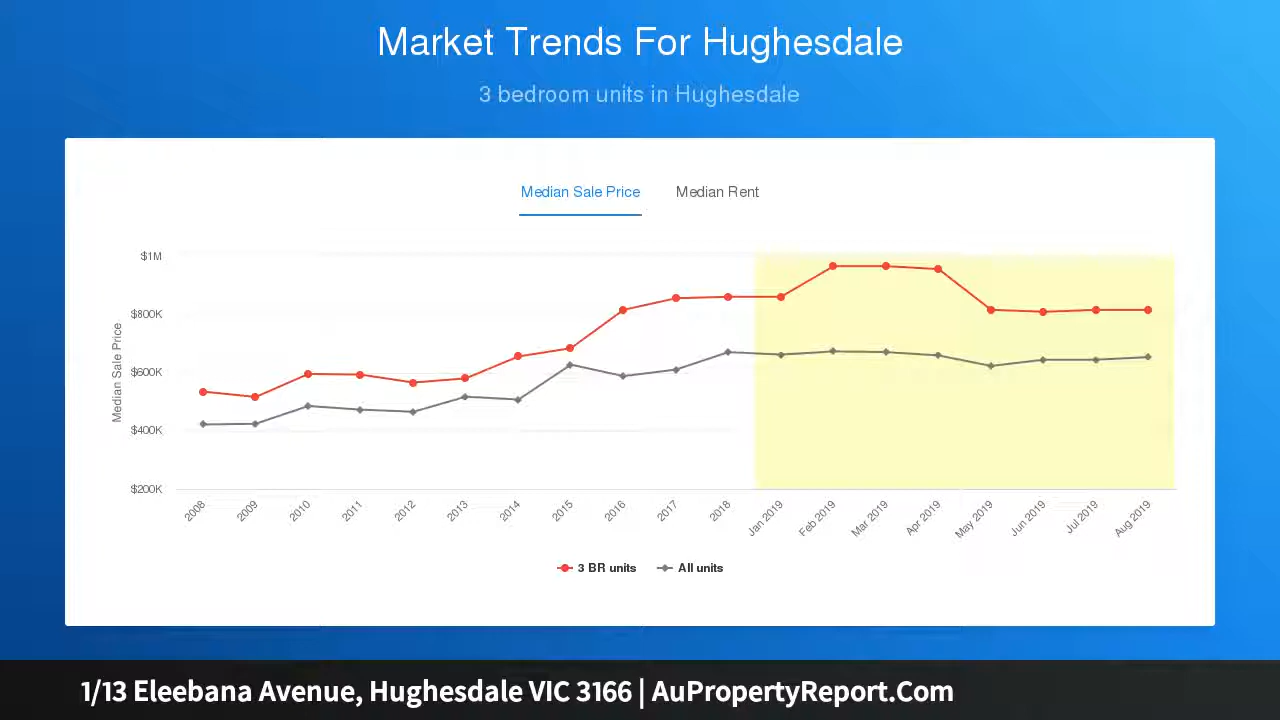 Market Trends For Hughesdale
3 bedroom units in Hughesdale
Median Sale Price Median Rent
Median Sale Price
$1M
$800K
$600K
$400K
$200K
2008 2009 2010 2011 2012 2013 2014 2015 2016 2017 2018 Jan 2019 Feb 2019 Mar 2019 Apr 2019 May 2019 Jun 2019 Jul 2019 Aug 2019
3 BR units All units
1/13 Eleebana Avenue, Hughesdale VIC 3166 | AuPropertyReport.Com